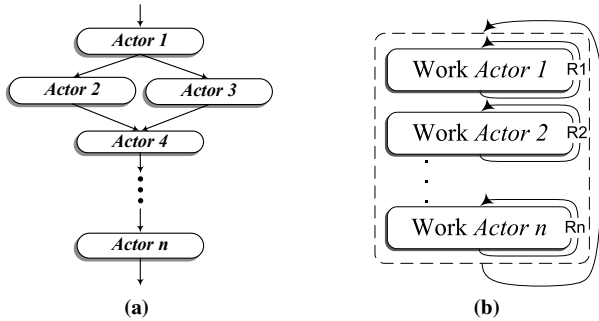 Actor 1
Actor 2
Actor 3
Actor 4
Actor n
(a)
Work Actor 1
R1
Work Actor 2
R2
Work Actor n
Rn
(b)